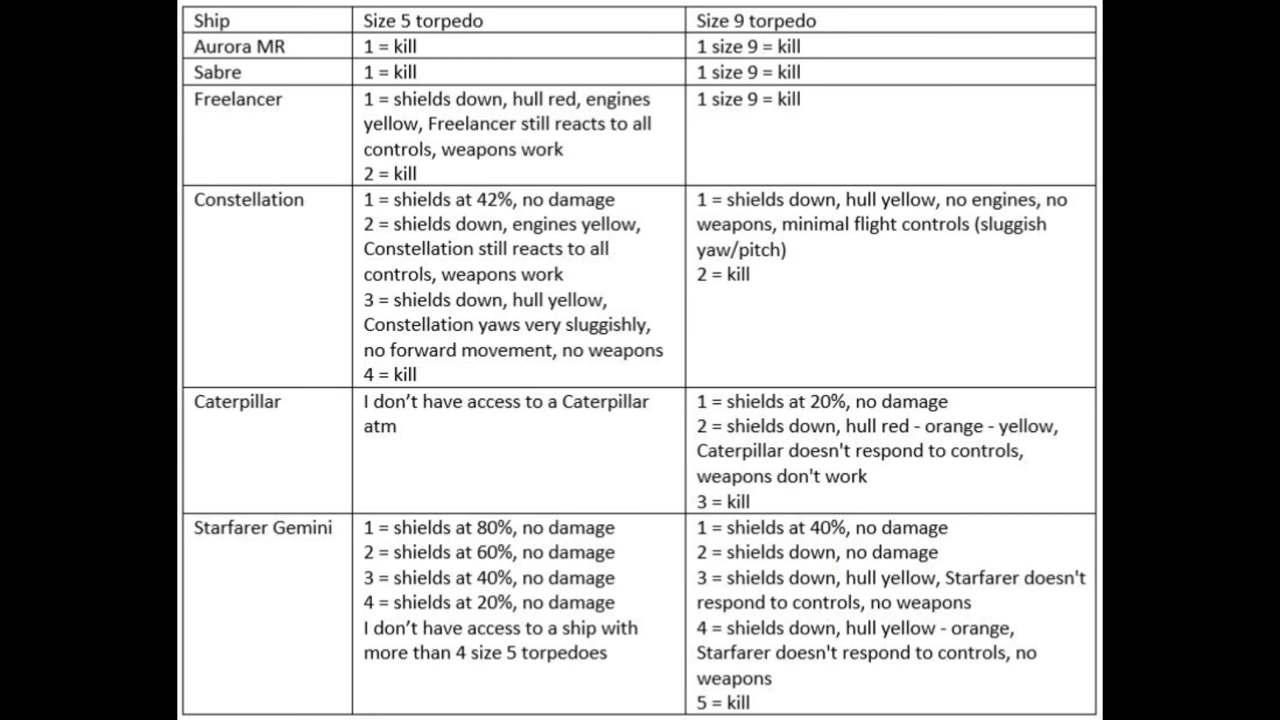 Ship Size 5 torpedo Size 9 torpedo
Aurora MR 1 = kill 1 size 9 = kill
Sabre 1 = kill 1 size 9 = kill
Freelancer 1 = shields down, hull red, engines 1 size 9 = kill
yellow, Freelancer still reacts to all
controls, weapons work
2 = kill
Constellation 1 = shields at 42%, no damage 1 = shields down, hull yellow, no engines, no
2 = shields down, engines yellow, weapons, minimal flight controls (sluggish
Constellation still reacts to all yaw/pitch)
controls, weapons work 2 = kill
3 = shields down, hull yellow,
Constellation yaws very sluggishly,
no forward movement, no weapons
4 = kill
Caterpillar I don’t have access to a Caterpillar 1 = shields at 20%, no damage
atm 2 = shields down, hull red - orange - yellow,
Caterpillar doesn't respond to controls,
weapons don't work
3 = kill
Starfarer Gemini 1 = shields at 80%, no damage 1 = shields at 40%, no damage
2 = shields at 60%, no damage 2 = shields down, no damage
3 = shields at 40%, no damage 3 = shields down, hull yellow, Starfarer doesn't
4 = shields at 20%, no damage respond to controls, no weapons
I don’t have access to a ship with 4 = shields down, hull yellow - orange,
more than 4 size 5 torpedoes Starfarer doesn't respond to controls, no
weapons
5 = kill